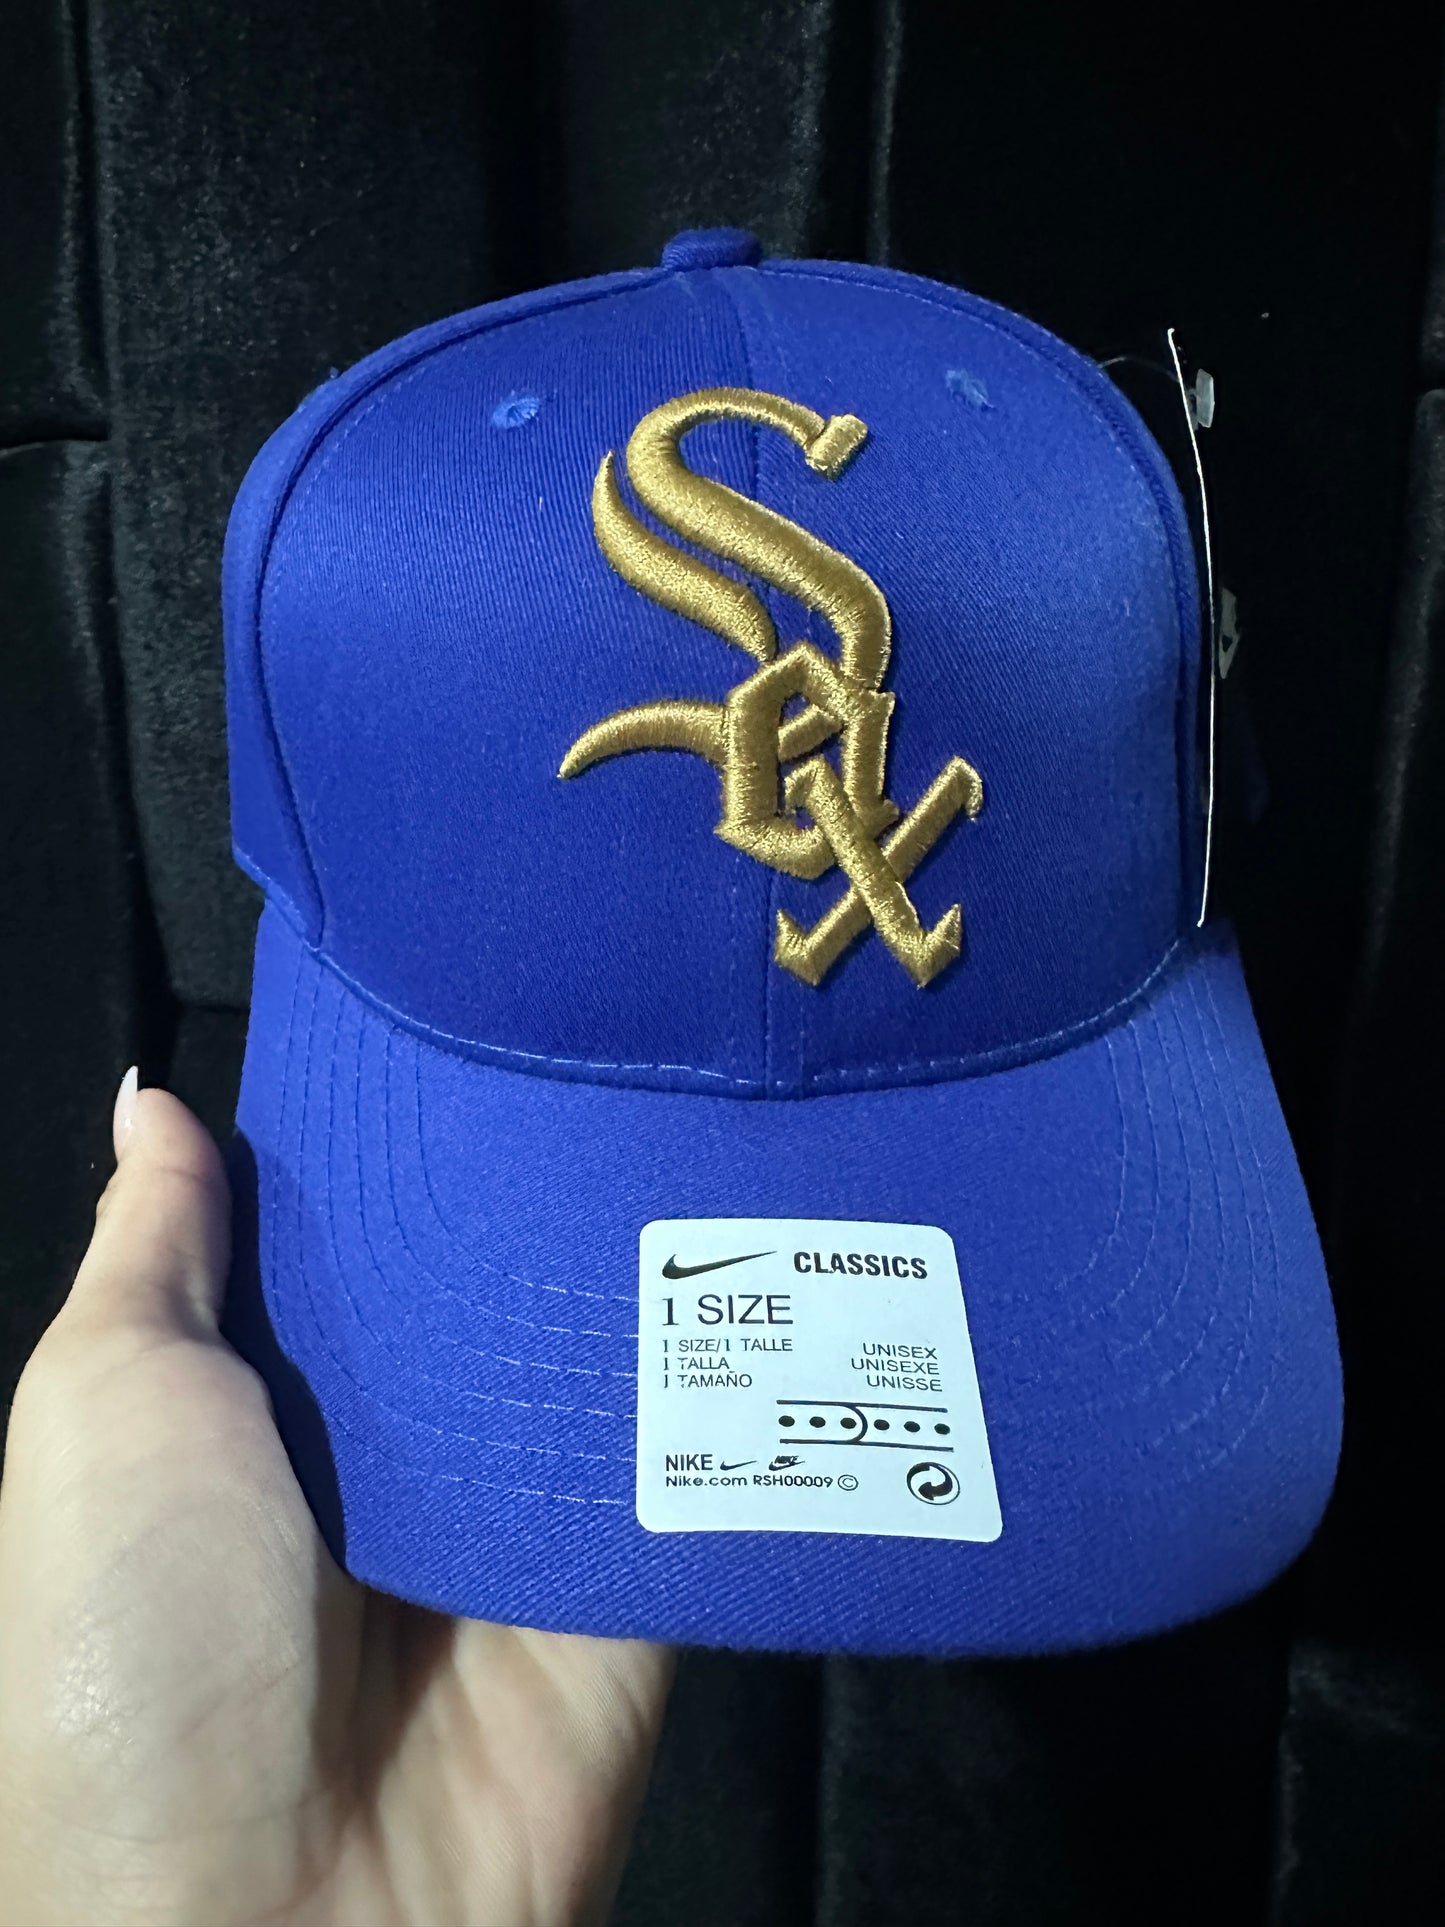 Sox
CLASSICS
1 SIZE
1 SIZE/1 TALLE
1 TALLA
1 TAMAÑO
UNISEX
UNISEXE
UNISSE
NIKE
NIKE
Nike.com RSH00009 ©